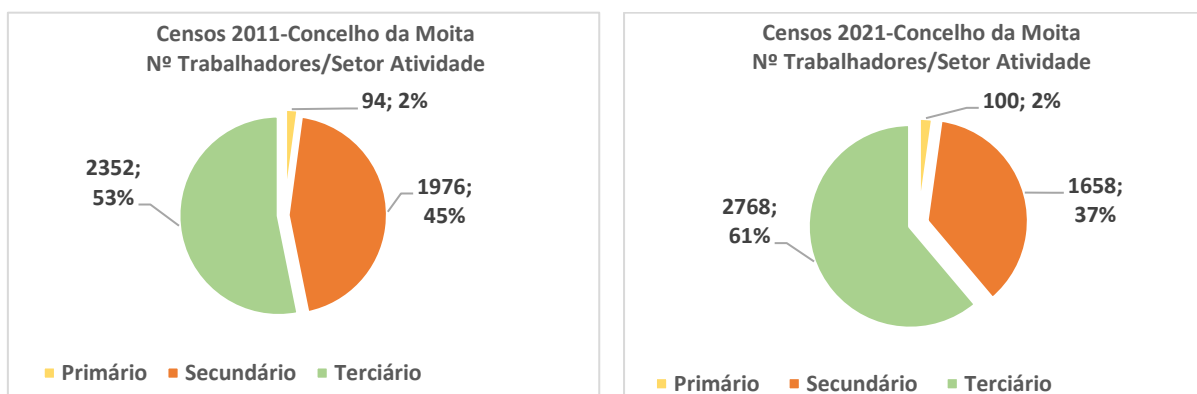 Censos 2011-Concelho da Moita
Nº Trabalhadores/Setor Atividade
94; 2%
2352;
53%
1976;
45%
Primário
Secundário
Terciário
Censos 2021-Concelho da Moita
Nº Trabalhadores/Setor Atividade
100; 2%
2768;
61%
1658;
37%
Primário
Secundário
Terciário